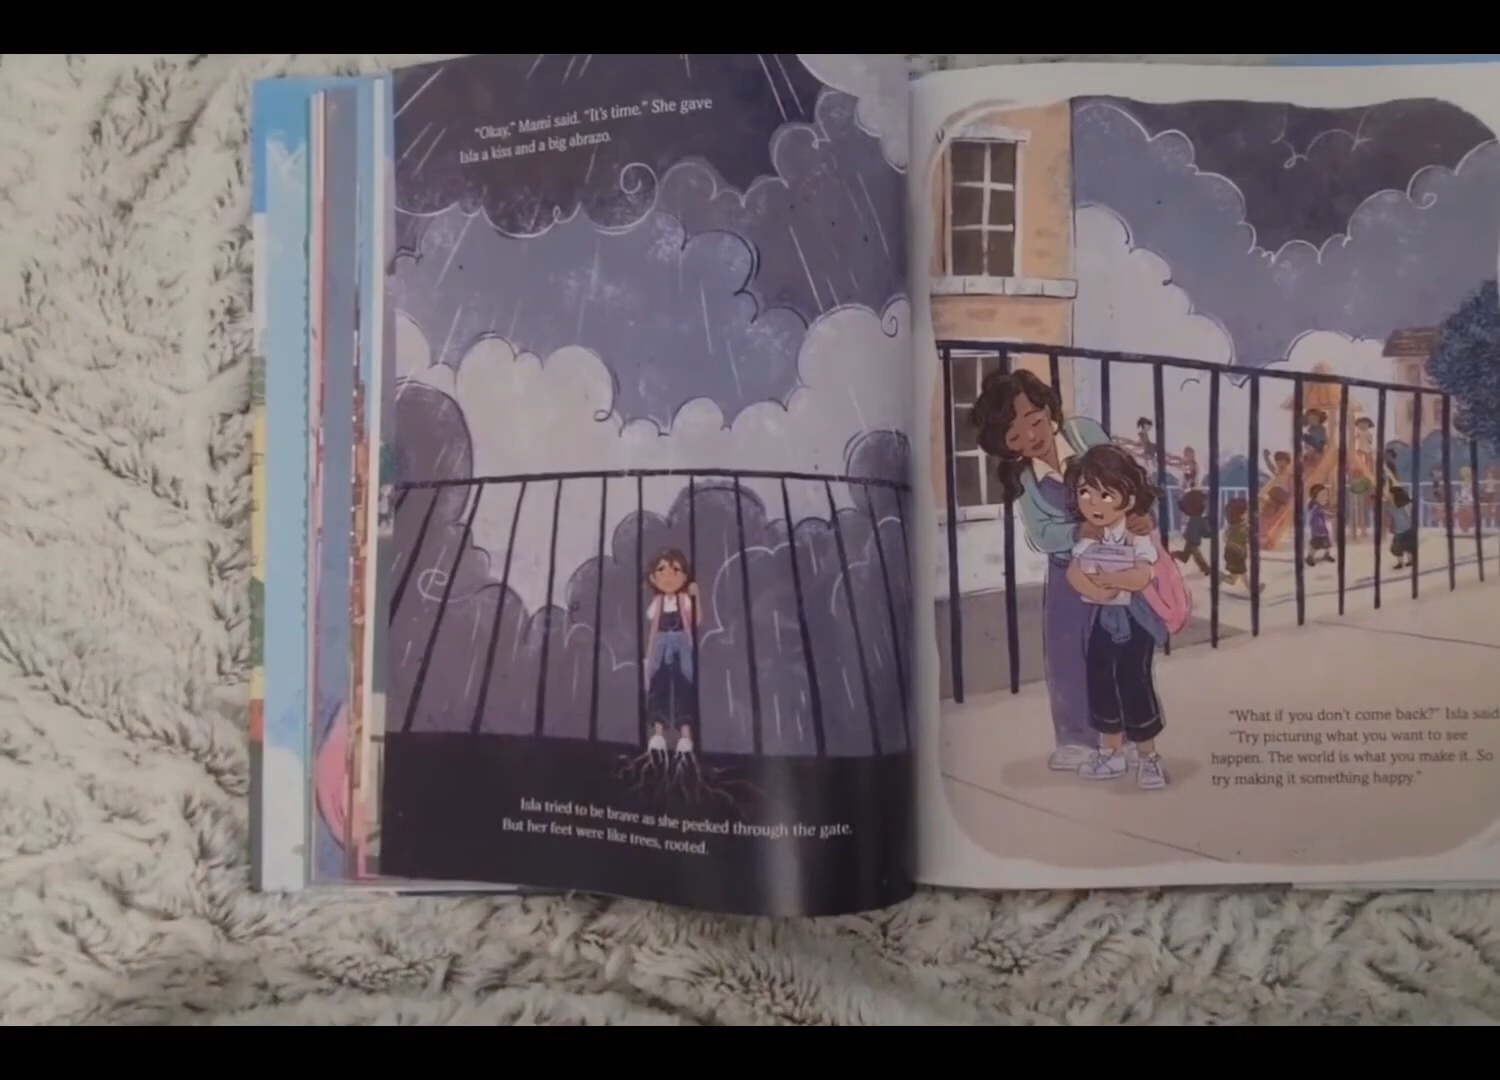 "Okay," Mami said. "It's time." She gave
Isla a kiss and a big abrazo.
Isla tried to be brave as she peeked through the gate.
But her feet were like trees, rooted.
"What if you don't come back?" Isla said
"Try picturing what you want to see
happen. The world is what you make it. So
try making it something happy."